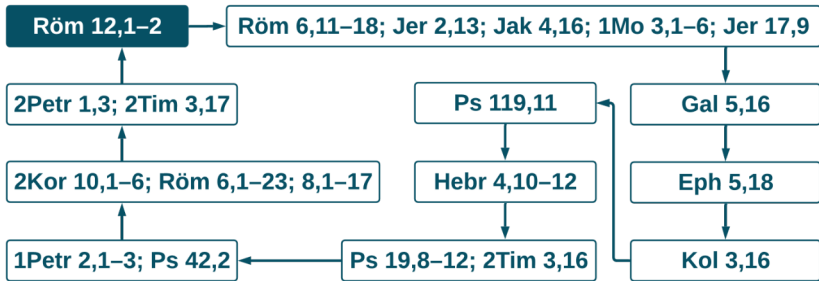 Röm 12,1–2
Röm 6,11–18; Jer 2,13; Jak 4,16; 1Mo 3,1–6; Jer 17,9
Gal 5,16
Eph 5,18
Kol 3,16
Ps 119,11
Hebr 4,10–12
Ps 19,8–12; 2Tim 3,16
1Petr 2,1–3; Ps 42,2
2Kor 10,1–6; Röm 6,1–23; 8,1–17
2Petr 1,3; 2Tim 3,17